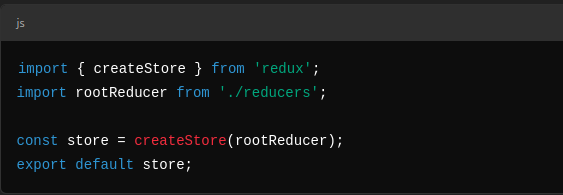 js
import { createStore } from 'redux';
import rootReducer from './reducers';
const store = createStore(rootReducer);
export default store;